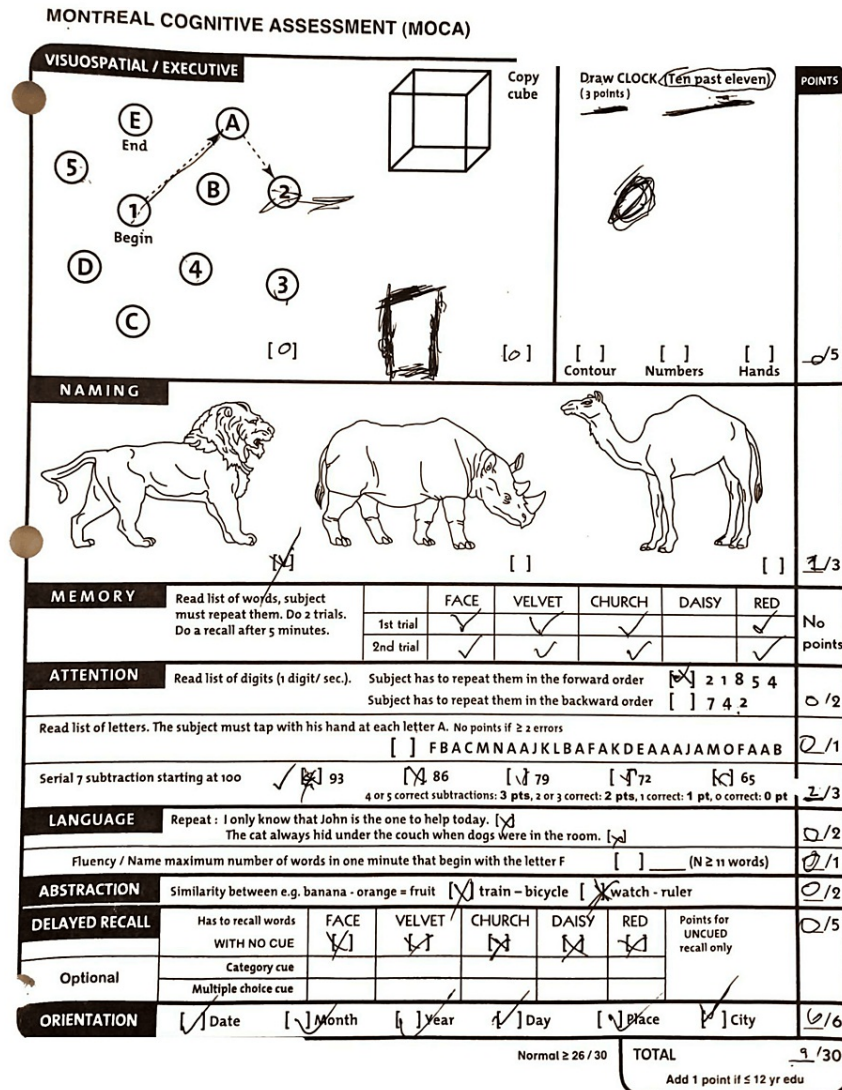 MONTREAL COGNITIVE ASSESSMENT (MOCA)
VISUOSPATIAL / EXECUTIVE
Copy cube
Draw CLOCK (Ten past eleven)
(3 points)
POINTS
E
End
A
5
B
2
1
Begin
D
4
3
C
[0]
[0]
[ ] [ ] [ ]
Contour Numbers Hands
0/5
NAMING
[ ] [ ]
1/3
MEMORY
Read list of words, subject
must repeat them. Do 2 trials.
Do a recall after 5 minutes.
FACE VELVET CHURCH DAISY RED
1st trial ✓ ✓ ✓ ✓
2nd trial ✓ ✓ ✓ ✓
No points
ATTENTION
Read list of digits (1 digit/ sec.). Subject has to repeat them in the forward order [x] 2 1 8 5 4
Subject has to repeat them in the backward order [ ] 7 4 2
0/2
Read list of letters. The subject must tap with his hand at each letter A. No points if ≥ 2 errors
[ ] F B A C M N A A J K L B A F A K D E A A A J A M O F A A B
0/1
Serial 7 subtraction starting at 100 ✓ 93 86 79 72 65
4 or 5 correct subtractions: 3 pts, 2 or 3 correct: 2 pts, 1 correct: 1 pt, 0 correct: 0 pt
2/3
LANGUAGE
Repeat : I only know that John is the one to help today. [x]
The cat always hid under the couch when dogs were in the room. [x]
0/2
Fluency / Name maximum number of words in one minute that begin with the letter F [ ] ____ (N ≥ 11 words)
0/1
ABSTRACTION
Similarity between e.g. banana - orange = fruit [x] train – bicycle [x] watch - ruler
0/2
DELAYED RECALL
Has to recall words
WITH NO CUE
FACE VELVET CHURCH DAISY RED
[x] [x] [x] [x] [x]
Points for
UNCUED
recall only
0/5
Optional
Category cue
Multiple choice cue
ORIENTATION
[✓] Date [✓] Month [✓] Year [✓] Day [✓] Place [✓] City
6/6
Normal ≥ 26 / 30
TOTAL
9/30
Add 1 point if ≤ 12 yr edu